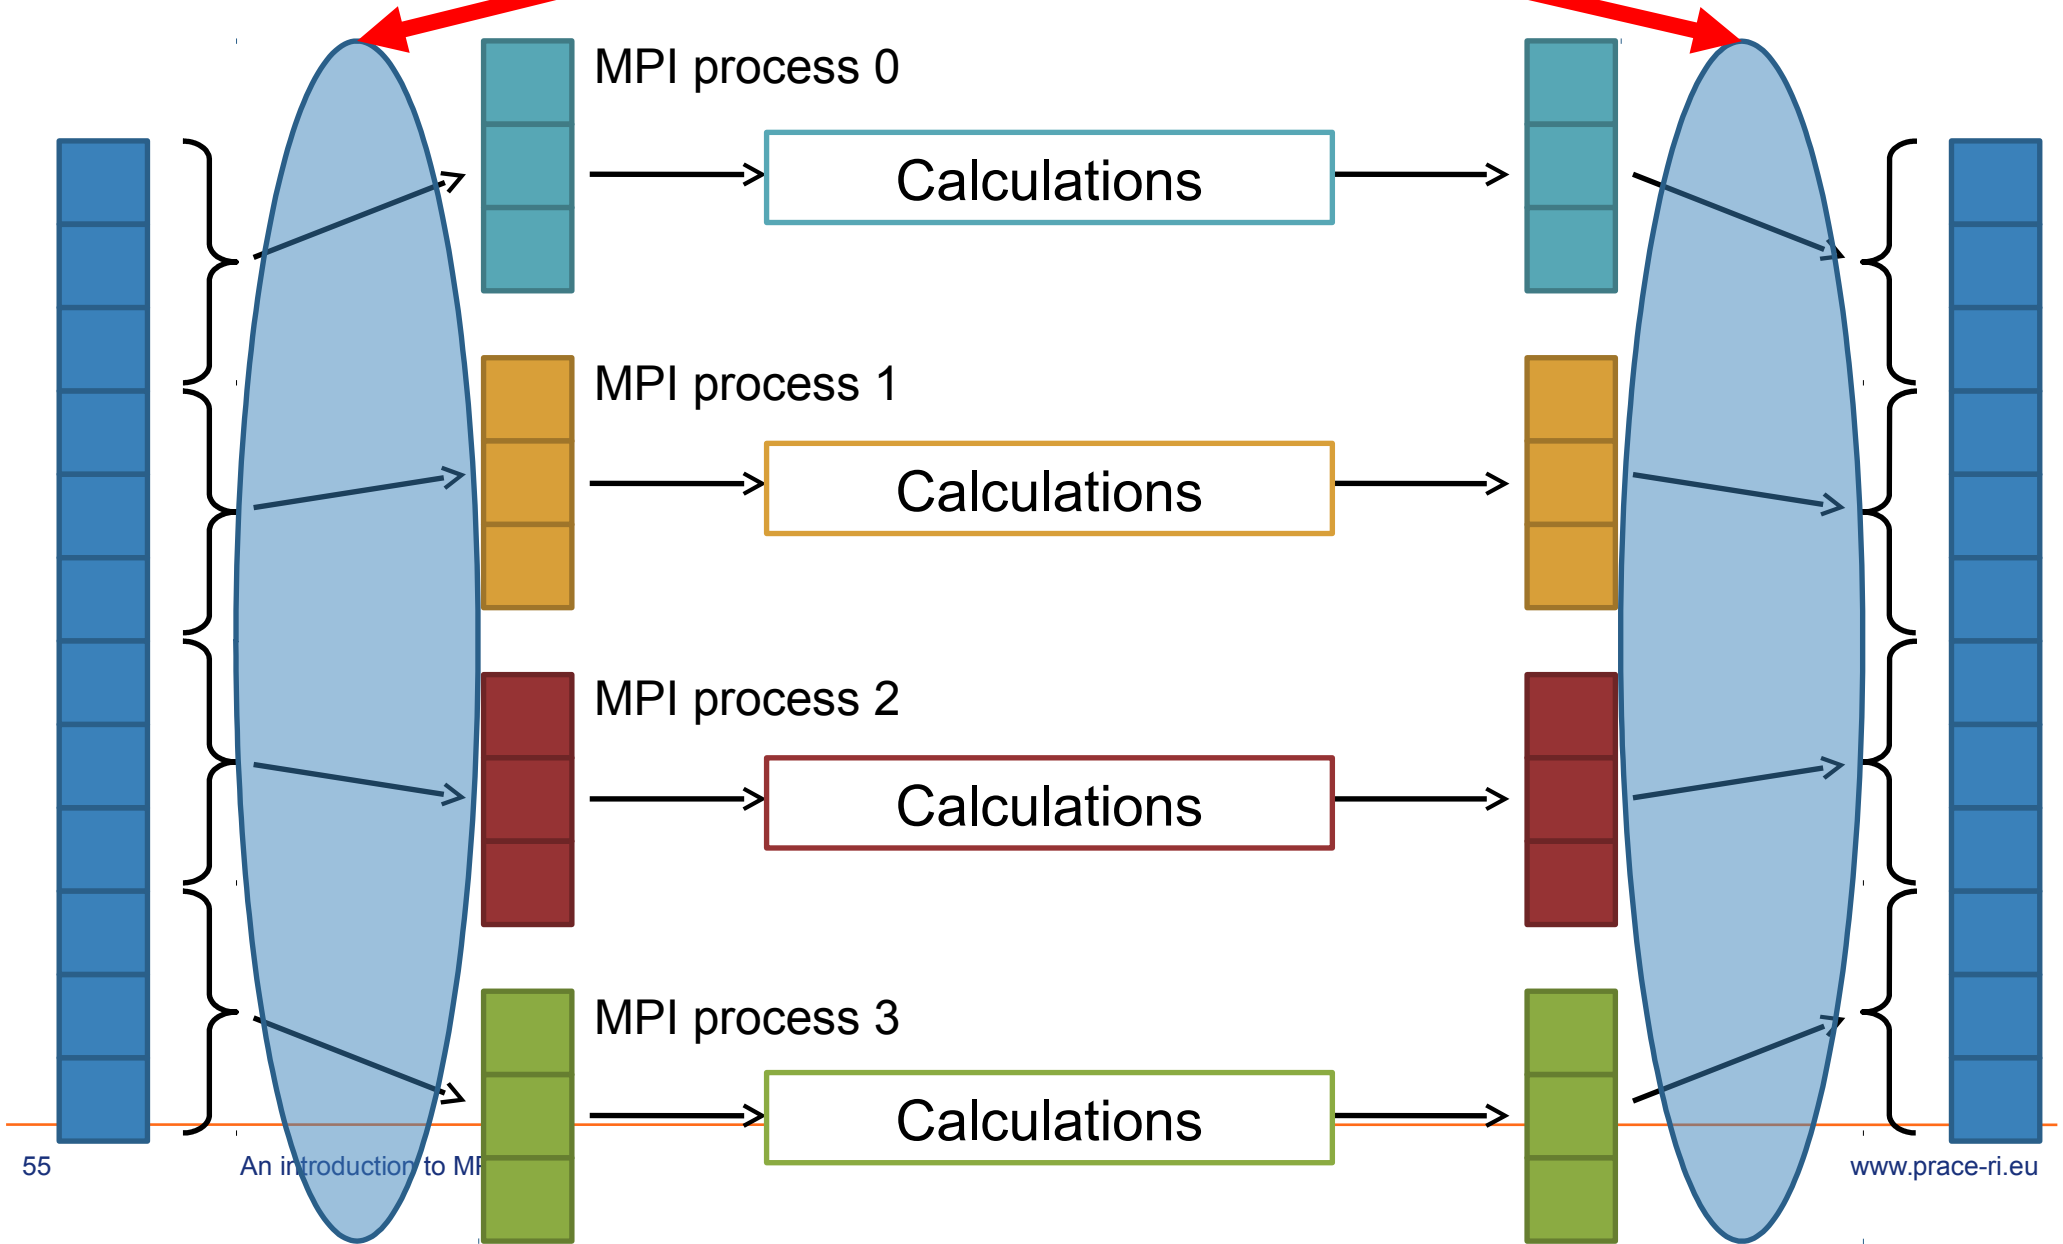 MPI process 0
Calculations
MPI process 1
Calculations
MPI process 2
Calculations
MPI process 3
Calculations
55 An introduction to www.prace-ri.eu